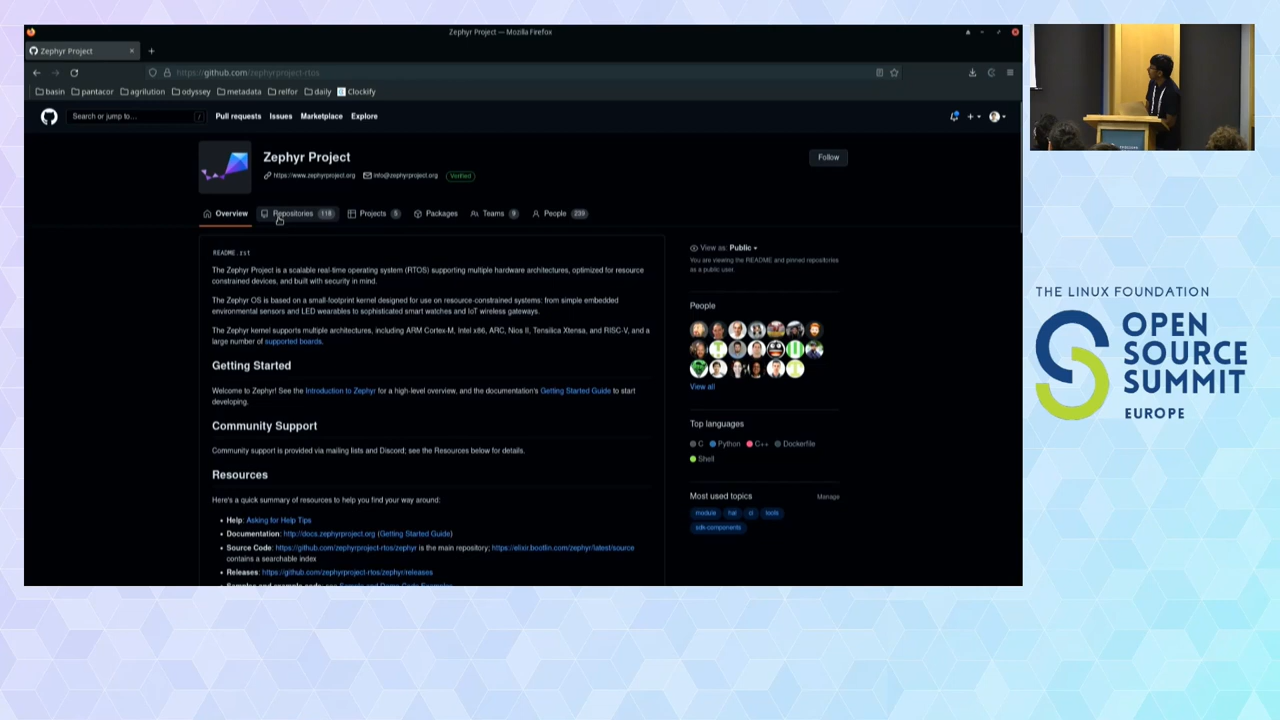 Zephyr Project — Mozilla Firefox
Zephyr Project
https://github.com/zephyrproject-rtos
basin pantacor agrilution odyssey metadata relfor daily Clockify
Search or jump to... /
Pull requests Issues Marketplace Explore
Zephyr Project
Follow
https://www.zephyrproject.org info@zephyrproject.org Verified
Overview Repositories 118 Projects 5 Packages Teams 9 People 239
README.rst
The Zephyr Project is a scalable real-time operating system (RTOS) supporting multiple hardware architectures, optimized for resource
constrained devices, and built with security in mind.
The Zephyr OS is based on a small-footprint kernel designed for use on resource-constrained systems: from simple embedded
environmental sensors and LED wearables to sophisticated smart watches and IoT wireless gateways.
The Zephyr kernel supports multiple architectures, including ARM Cortex-M, Intel x86, ARC, Nios II, Tensilica Xtensa, and RISC-V, and a
large number of supported boards.
Getting Started
Welcome to Zephyr! See the Introduction to Zephyr for a high-level overview, and the documentation's Getting Started Guide to start
developing.
Community Support
Community support is provided via mailing lists and Discord; see the Resources below for details.
Resources
Here's a quick summary of resources to help you find your way around:
Help: Asking for Help Tips
Documentation: http://docs.zephyrproject.org (Getting Started Guide)
Source Code: https://github.com/zephyrproject-rtos/zephyr is the main repository; https://elixir.bootlin.com/zephyr/latest/source
contains a searchable index
Releases: https://github.com/zephyrproject-rtos/zephyr/releases
View as: Public
You are viewing the README and pinned repositories
as a public user.
People
View all
Top languages
C Python C++ Dockerfile
Shell
Most used topics Manage
module hal ci tools
sdk-components
THE LINUX FOUNDATION
OPEN
SOURCE
SUMMIT
EUROPE